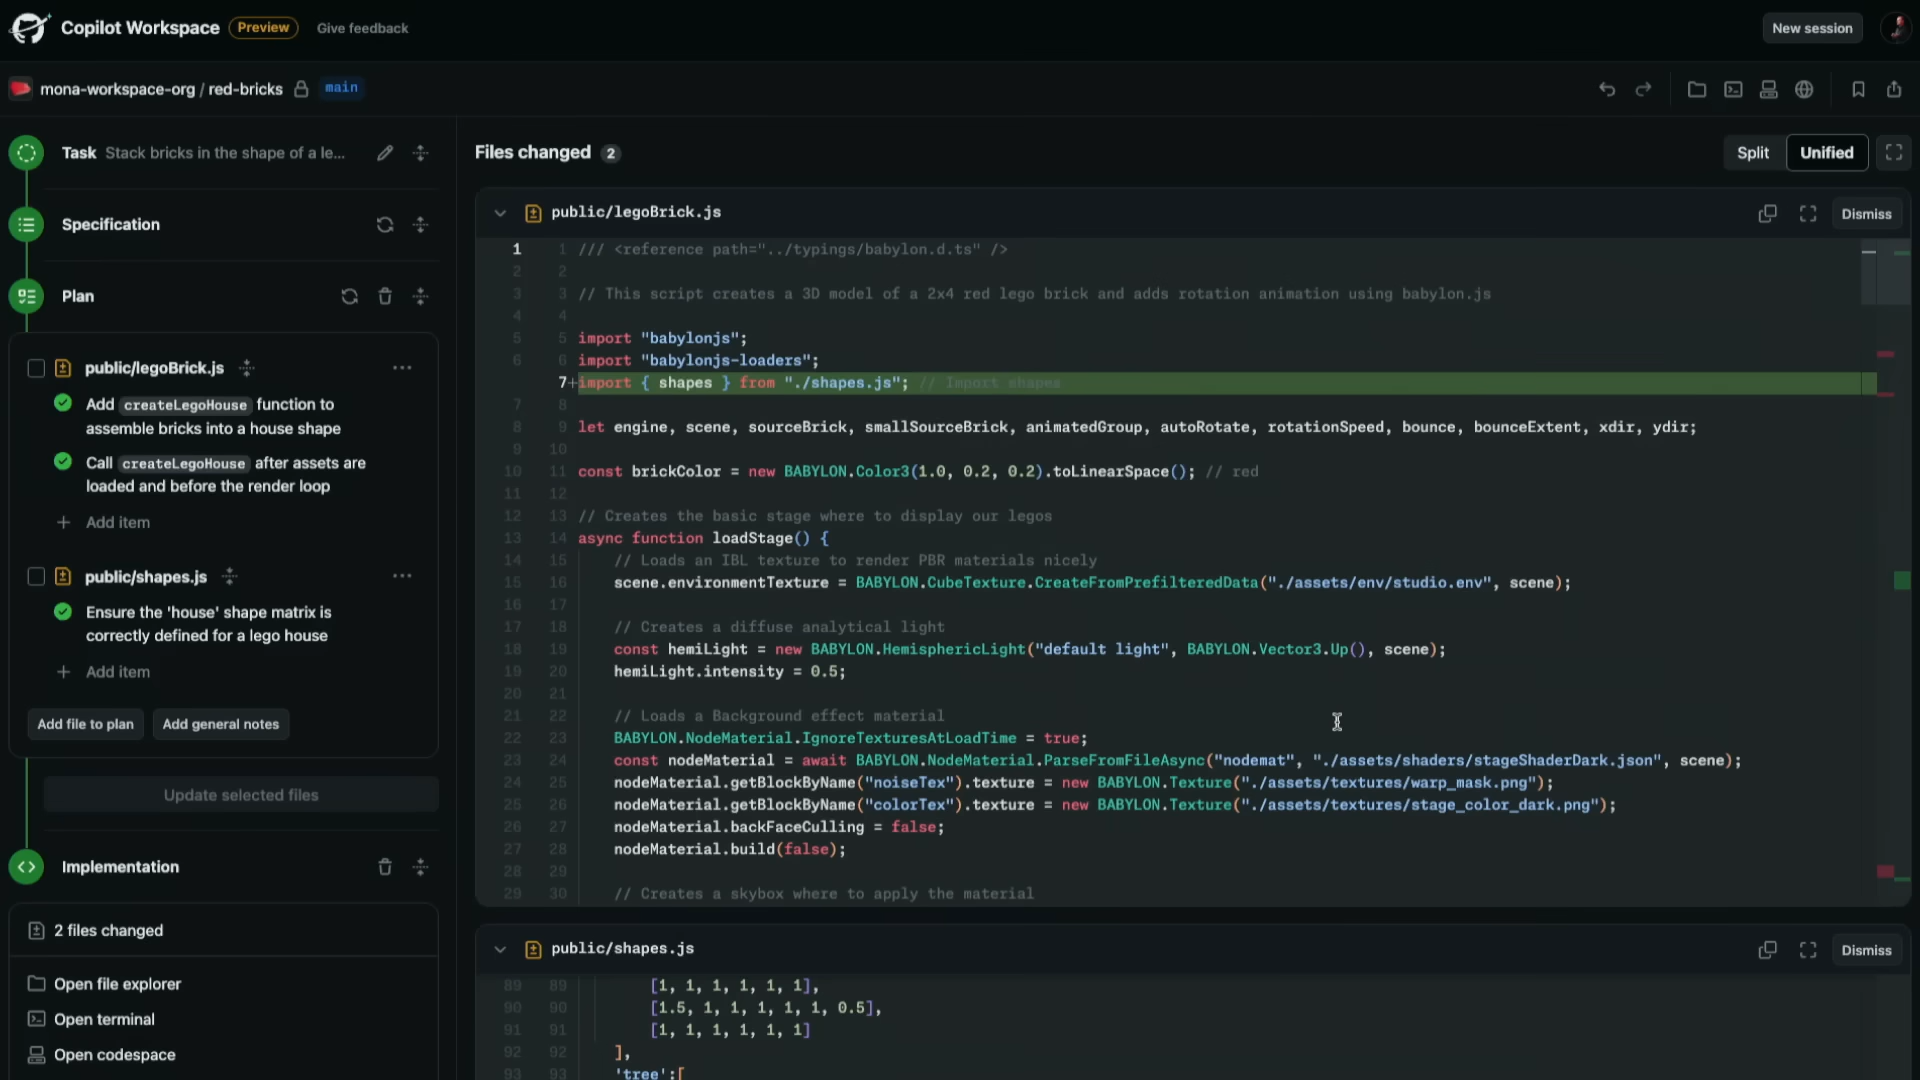 Copilot Workspace Preview Give feedback New session
mona-workspace-org / red-bricks main
Task Stack bricks in the shape of a le...
Specification
Plan
public/legoBrick.js
Add createLegoHouse function to
assemble bricks into a house shape
Call createLegoHouse after assets are
loaded and before the render loop
Add item
public/shapes.js
Ensure the 'house' shape matrix is
correctly defined for a lego house
Add item
Add file to plan Add general notes
Update selected files
Implementation
2 files changed
Open file explorer
Open terminal
Open codespace
Files changed 2 Split Unified
public/legoBrick.js Dismiss
1 1 /// <reference path="../typings/babylon.d.ts" />
2 2
3 3 // This script creates a 3D model of a 2x4 red lego brick and adds rotation animation using babylon.js
4 4
5 5 import "babylonjs";
6 6 import "babylonjs-loaders";
7+import { shapes } from "./shapes.js"; // Import shapes
7 8
8 9 let engine, scene, sourceBrick, smallSourceBrick, animatedGroup, autoRotate, rotationSpeed, bounce, bounceExtent, xdir, ydir;
9 10
10 11 const brickColor = new BABYLON.Color3(1.0, 0.2, 0.2).toLinearSpace(); // red
11 12
12 13 // Creates the basic stage where to display our legos
13 14 async function loadStage() {
14 15 // Loads an IBL texture to render PBR materials nicely
15 16 scene.environmentTexture = BABYLON.CubeTexture.CreateFromPrefilteredData("./assets/env/studio.env", scene);
16 17
17 18 // Creates a diffuse analytical light
18 19 const hemiLight = new BABYLON.HemisphericLight("default light", BABYLON.Vector3.Up(), scene);
19 20 hemiLight.intensity = 0.5;
20 21
21 22 // Loads a Background effect material
22 23 BABYLON.NodeMaterial.IgnoreTexturesAtLoadTime = true;
23 24 const nodeMaterial = await BABYLON.NodeMaterial.ParseFromFileAsync("nodemat", "./assets/shaders/stageShaderDark.json", scene);
24 25 nodeMaterial.getBlockByName("noiseTex").texture = new BABYLON.Texture("./assets/textures/warp_mask.png");
25 26 nodeMaterial.getBlockByName("colorTex").texture = new BABYLON.Texture("./assets/textures/stage_color_dark.png");
26 27 nodeMaterial.backFaceCulling = false;
27 28 nodeMaterial.build(false);
28 29
29 30 // Creates a skybox where to apply the material
public/shapes.js Dismiss
89 89 [1, 1, 1, 1, 1, 1],
90 90 [1.5, 1, 1, 1, 1, 1, 0.5],
91 91 [1, 1, 1, 1, 1, 1]
92 92 ],
93 93 'tree':[